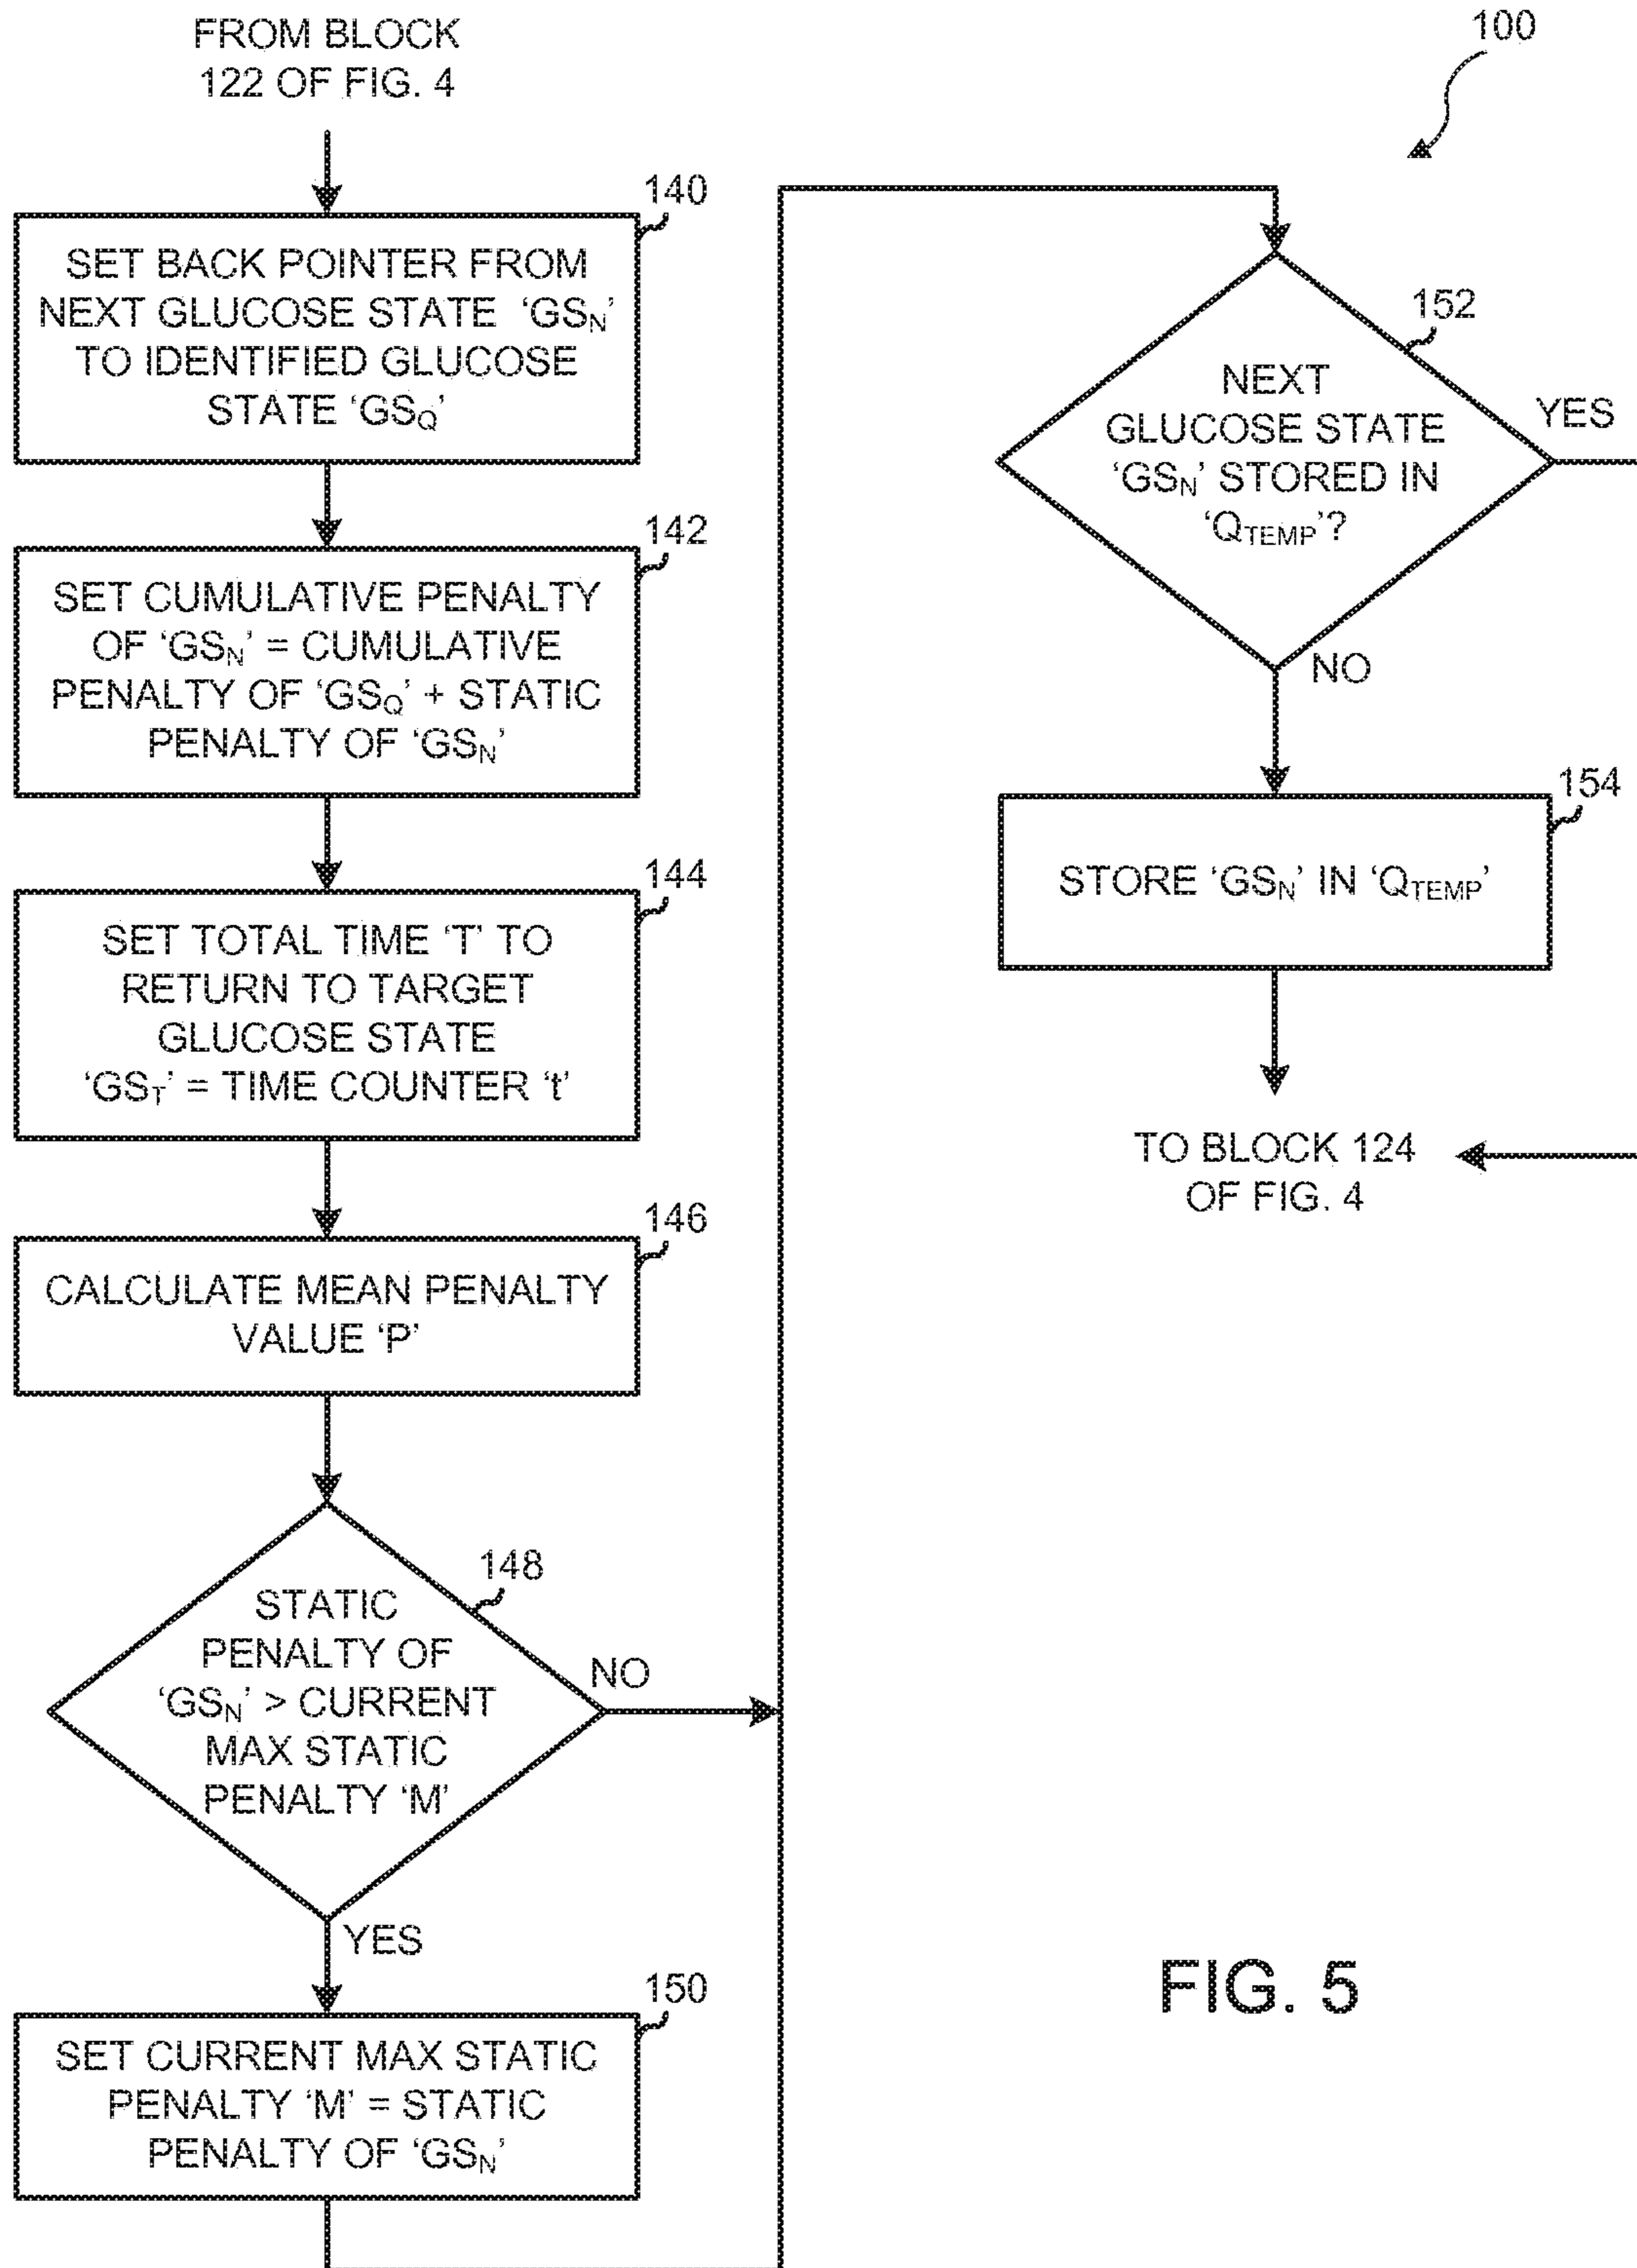 FROM BLOCK
122 OF FIG. 4
140
SET BACK POINTER FROM
NEXT GLUCOSE STATE ‘GSN’
TO IDENTIFIED GLUCOSE
STATE ‘GSQ’
142
SET CUMULATIVE PENALTY
OF ‘GSN’ = CUMULATIVE
PENALTY OF ‘GSQ’ + STATIC
PENALTY OF ‘GSN’
144
SET TOTAL TIME ‘T’ TO
RETURN TO TARGET
GLUCOSE STATE
‘GST’ = TIME COUNTER ‘t’
146
CALCULATE MEAN PENALTY
VALUE ‘P’
148
STATIC
PENALTY OF
‘GSN’ > CURRENT
MAX STATIC
PENALTY ‘M’
NO
YES
150
SET CURRENT MAX STATIC
PENALTY ‘M’ = STATIC
PENALTY OF ‘GSN’
100
152
NEXT
GLUCOSE STATE
‘GSN’ STORED IN
‘QTEMP’?
YES
NO
154
STORE ‘GSN’ IN ‘QTEMP’
TO BLOCK 124
OF FIG. 4
FIG. 5